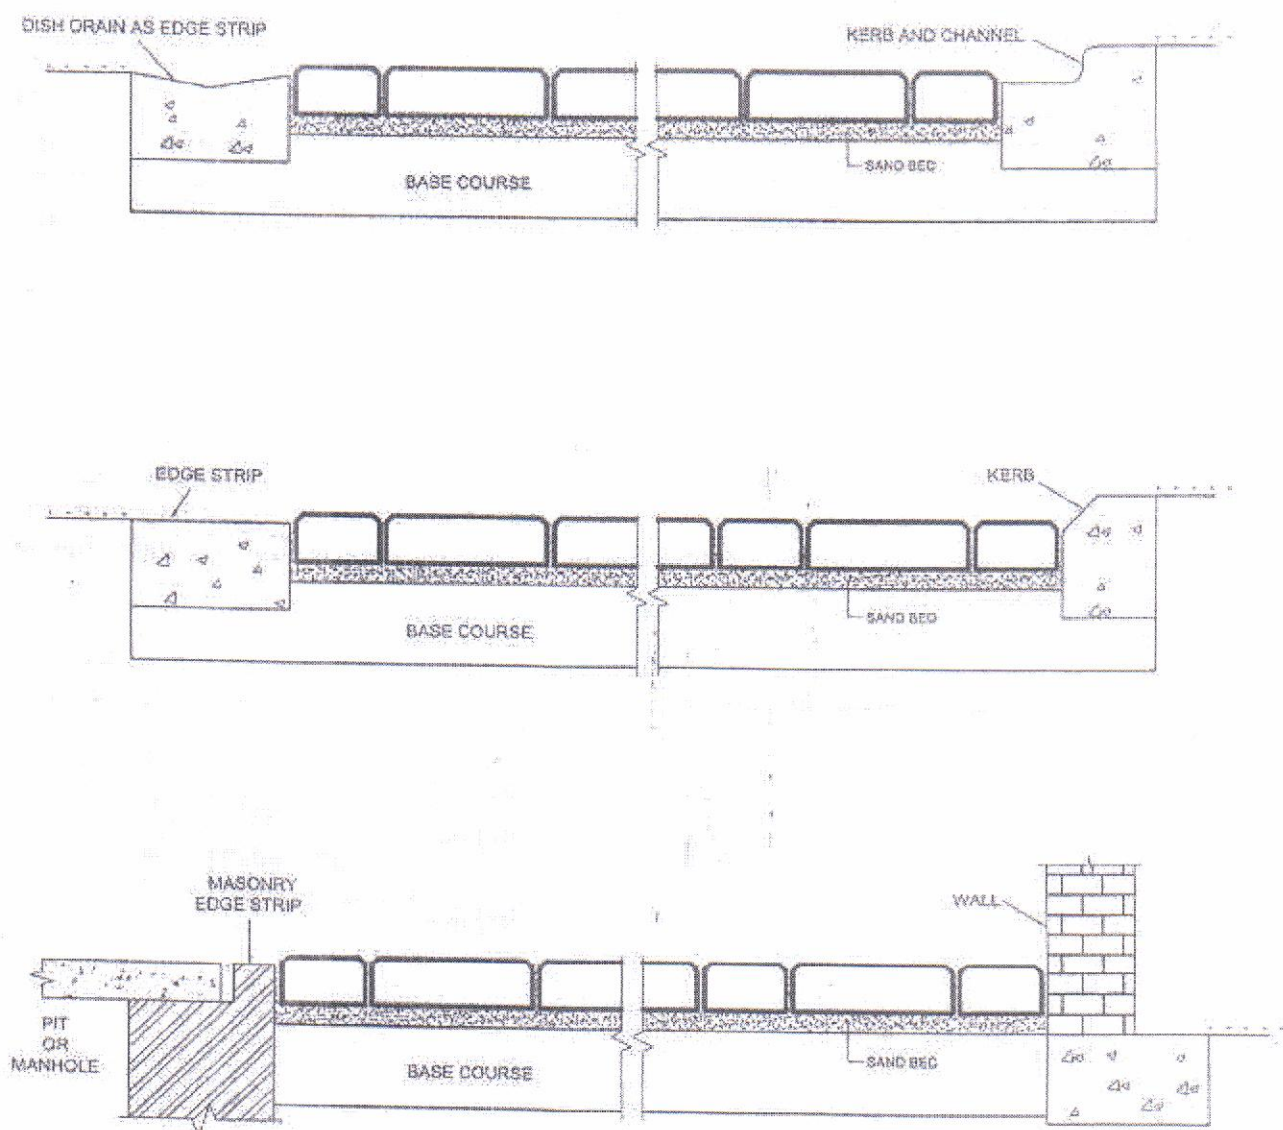 DISH DRAIN AS EDGE STRIP
KERB AND CHANNEL
SAND BED
BASE COURSE
EDGE STRIP
KERB
SAND BED
BASE COURSE
MASONRY
EDGE STRIP
WALL
PIT
OR
MANHOLE
SAND BED
BASE COURSE